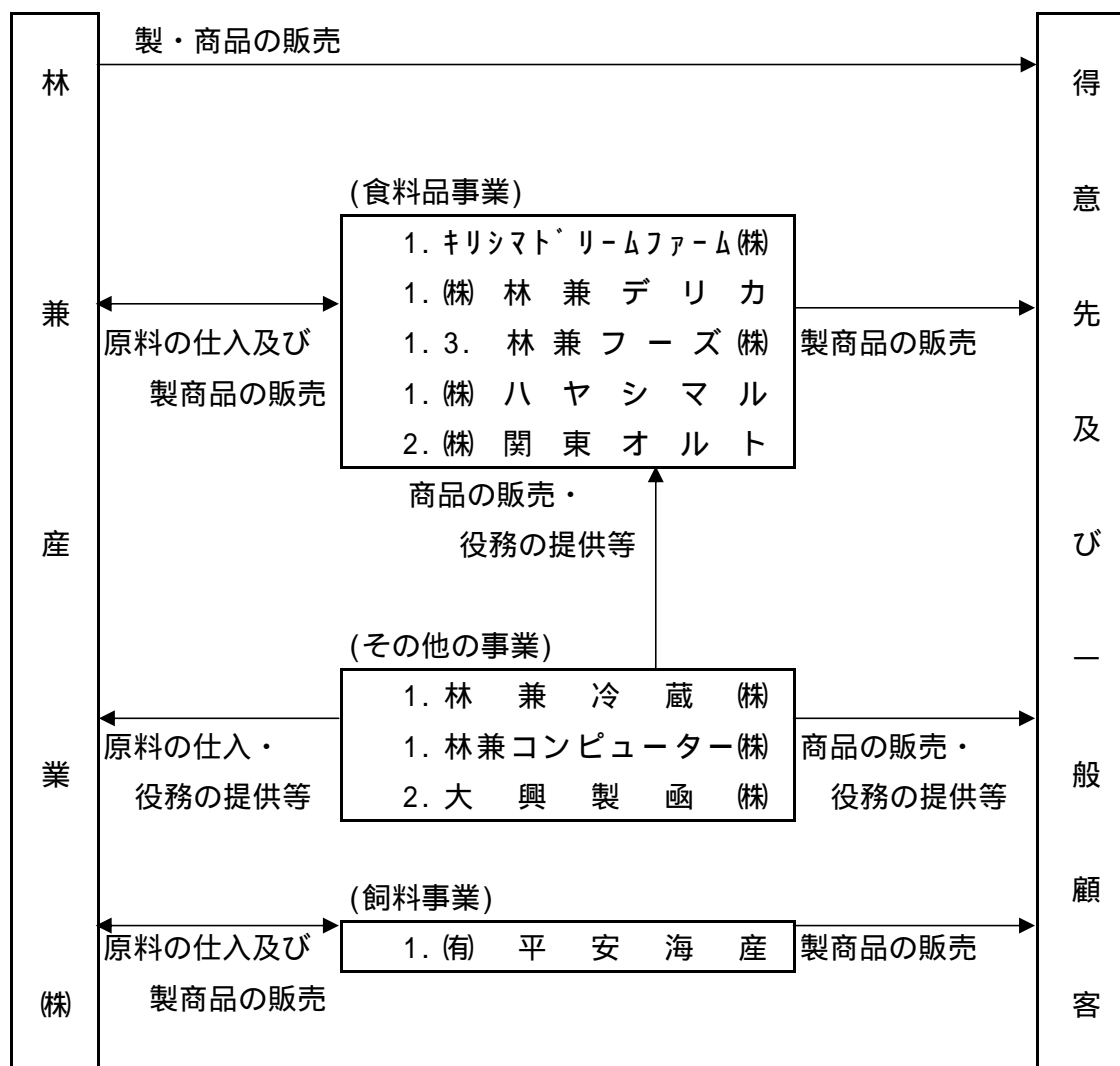 林兼産業㈱
製・商品の販売
(食料品事業)
1. ｷﾘｼﾏﾄﾞﾘｰﾑﾌｧｰﾑ㈱
1. ㈱ 林 兼 デ リ カ
1. 3. 林 兼 フ ー ズ ㈱
1. ㈱ ハ ヤ シ マ ル
2. ㈱ 関 東 オ ル ト
原料の仕入及び
製商品の販売
製商品の販売
商品の販売・
役務の提供等
(その他の事業)
1. 林 兼 冷 蔵 ㈱
1. 林兼コンピューター㈱
2. 大 興 製 函 ㈱
原料の仕入・
役務の提供等
商品の販売・
役務の提供等
(飼料事業)
1. ㈲ 平 安 海 産
原料の仕入及び
製商品の販売
製商品の販売
得意先及び一般顧客